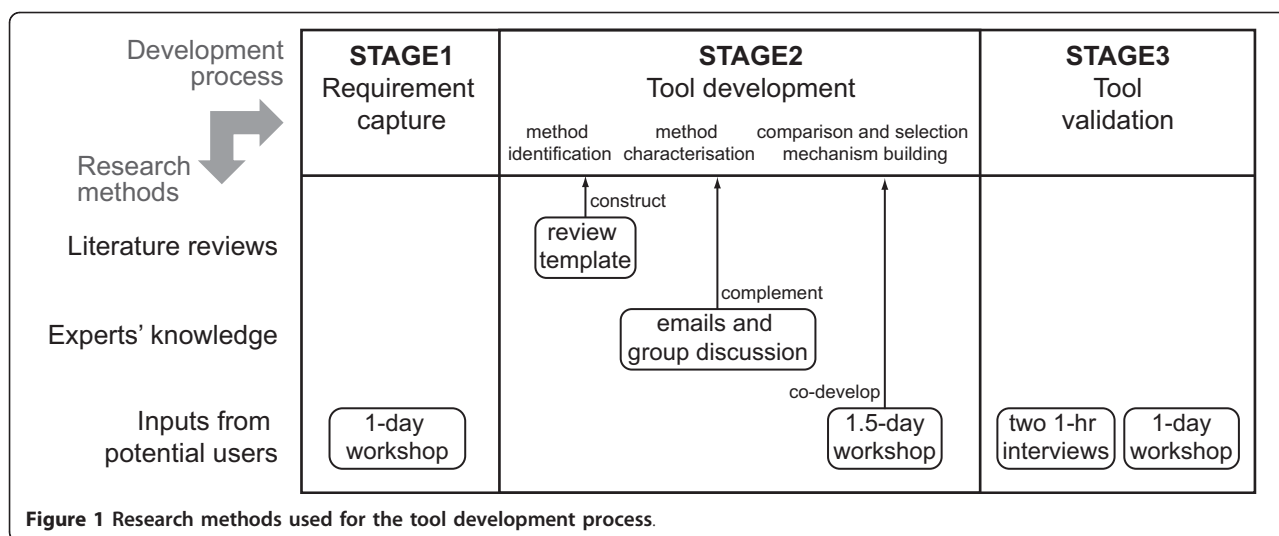 Development
process
Research
methods
STAGE1
Requirement
capture
STAGE2
Tool development
method
identification
method
characterisation
comparison and selection
mechanism building
STAGE3
Tool
validation
Literature reviews
construct
review
template
Experts' knowledge
complement
emails and
group discussion
Inputs from
potential users
1-day
workshop
co-develop
1.5-day
workshop
two 1-hr
interviews
1-day
workshop
Figure 1 Research methods used for the tool development process.